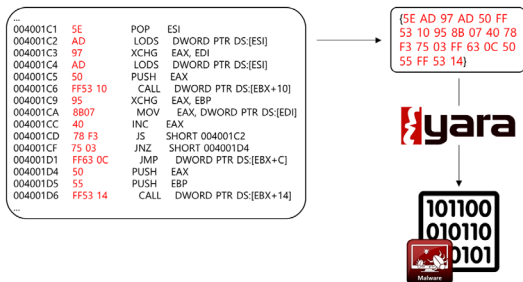 ...
004001C1 5E POP ESI
004001C2 AD LODS DWORD PTR DS:[ESI]
004001C3 97 XCHG EAX, EDI
004001C4 AD LODS DWORD PTR DS:[ESI]
004001C5 50 PUSH EAX
004001C6 FF53 10 CALL DWORD PTR DS:[EBX+10]
004001C9 95 XCHG EAX, EBP
004001CA 8B07 MOV EAX, DWORD PTR DS:[EDI]
004001CC 40 INC EAX
004001CD 78 F3 JS SHORT 004001C2
004001CF 75 03 JNZ SHORT 004001D4
004001D1 FF63 0C JMP DWORD PTR DS:[EBX+C]
004001D4 50 PUSH EAX
004001D5 55 PUSH EBP
004001D6 FF53 14 CALL DWORD PTR DS:[EBX+14]
...
{5E AD 97 AD 50 FF
53 10 95 8B 07 40 78
F3 75 03 FF 63 0C 50
55 FF 53 14}
yara
101100
010110
0101
Malware